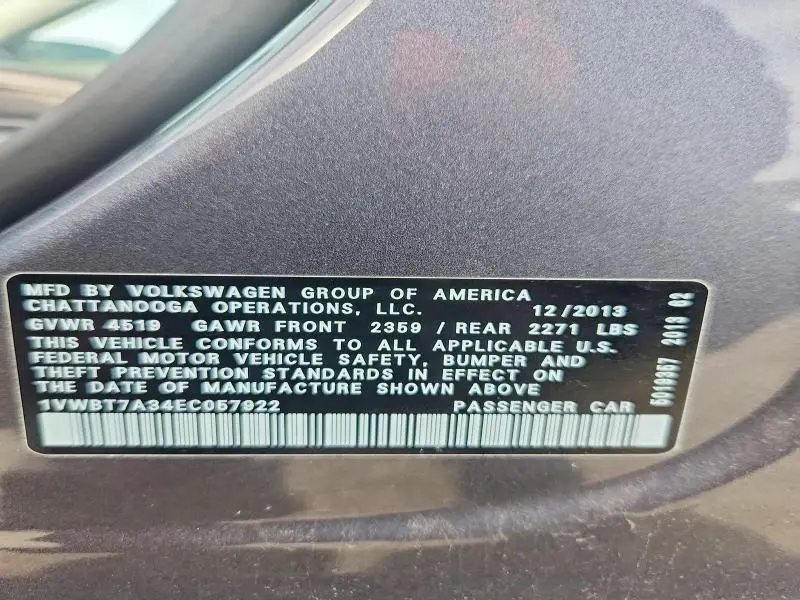 MFD BY VOLKSWAGEN GROUP OF AMERICA
CHATTANOOGA OPERATIONS, LLC. 12/2013
GVWR 4519 GAWR FRONT 2359 / REAR 2271 LBS
THIS VEHICLE CONFORMS TO ALL APPLICABLE U.S.
FEDERAL MOTOR VEHICLE SAFETY, BUMPER AND
THEFT PREVENTION STANDARDS IN EFFECT ON
THE DATE OF MANUFACTURE SHOWN ABOVE
1VWBT7A34EC057922 PASSENGER CAR
2013